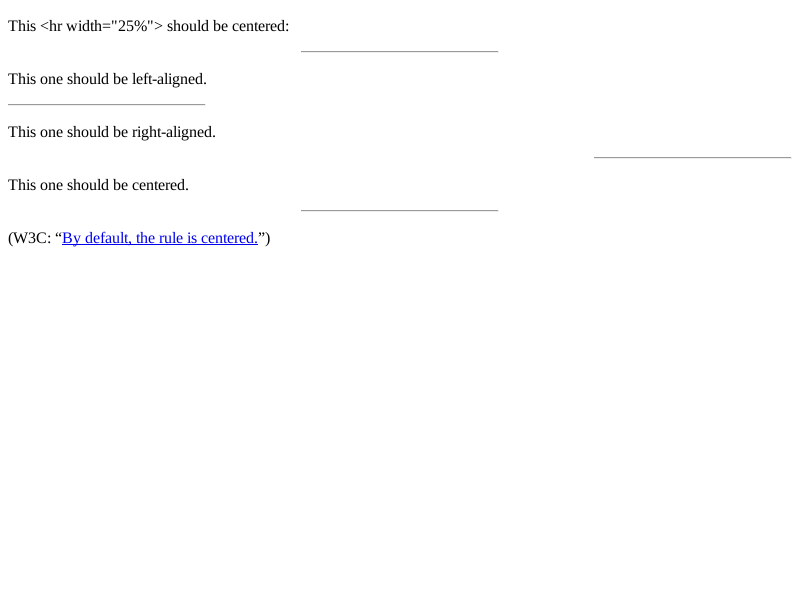 This <hr width="25%"> should be centered:
This one should be left-aligned.
This one should be right-aligned.
This one should be centered.
(W3C: “By default, the rule is centered.”)